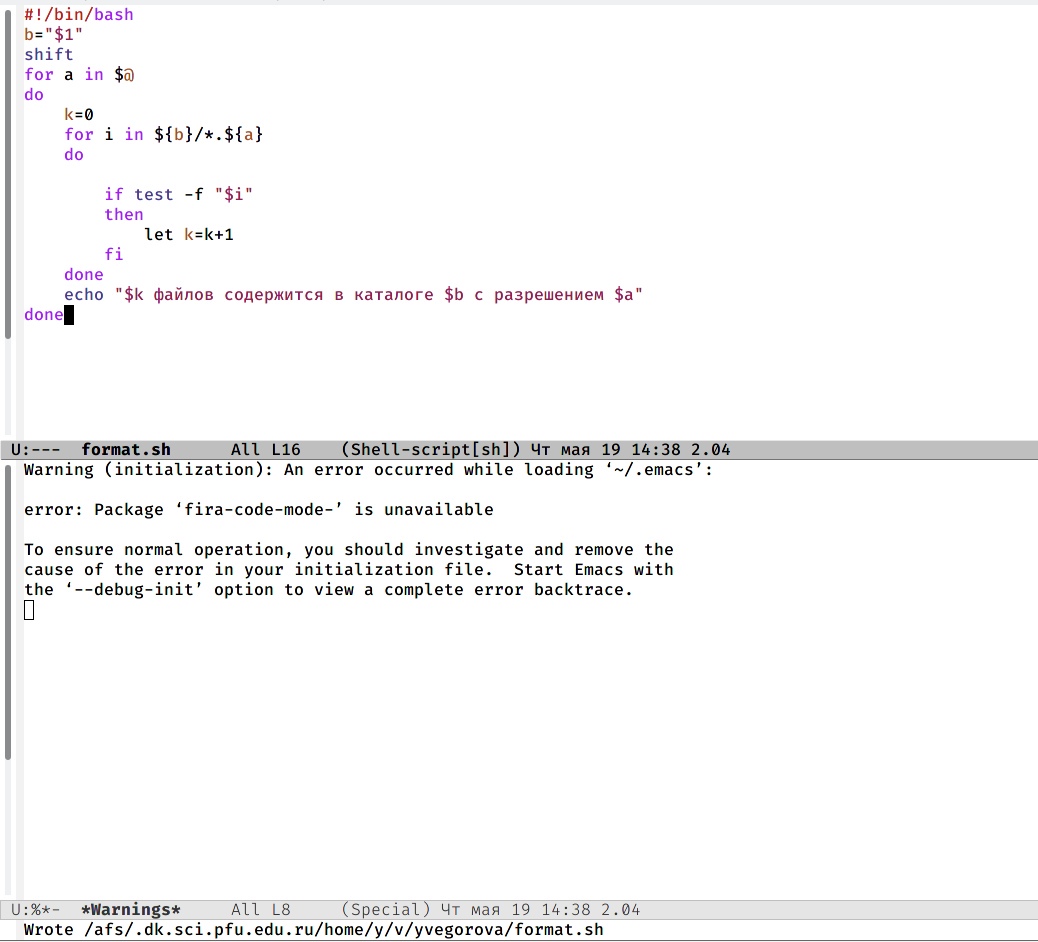 #!/bin/bash
b="$1"
shift
for a in $@
do
    k=0
    for i in ${b}/*.${a}
    do
        if test -f "$i"
        then
            let k=k+1
        fi
    done
    echo "$k файлов содержится в каталоге $b с разрешением $a"
done
U:---  format.sh      All L16    (Shell-script[sh]) Чт мая 19 14:38 2.04
Warning (initialization): An error occurred while loading ‘~/.emacs’:
error: Package ‘fira-code-mode-’ is unavailable
To ensure normal operation, you should investigate and remove the
cause of the error in your initialization file.  Start Emacs with
the ‘--debug-init’ option to view a complete error backtrace.
U:%*-  *Warnings*     All L8     (Special) Чт мая 19 14:38 2.04
Wrote /afs/.dk.sci.pfu.edu.ru/home/y/v/yvegorova/format.sh